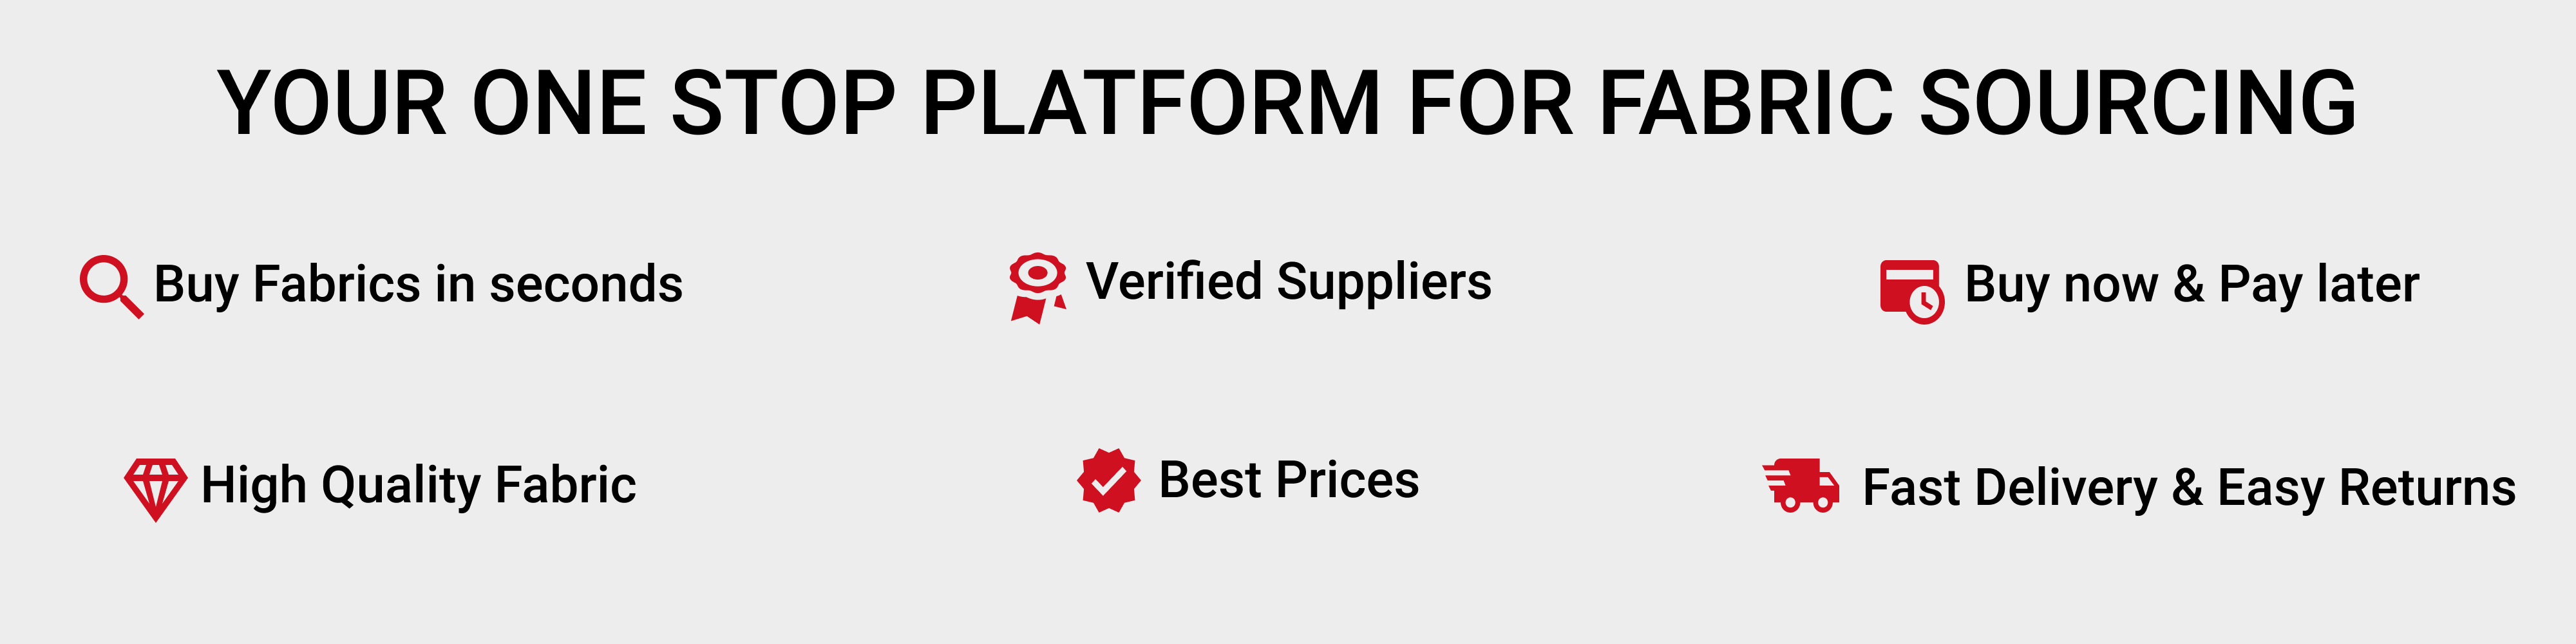 YOUR ONE STOP PLATFORM FOR FABRIC SOURCING
Buy Fabrics in seconds
Verified Suppliers
Buy now & Pay later
High Quality Fabric
Best Prices
Fast Delivery & Easy Returns